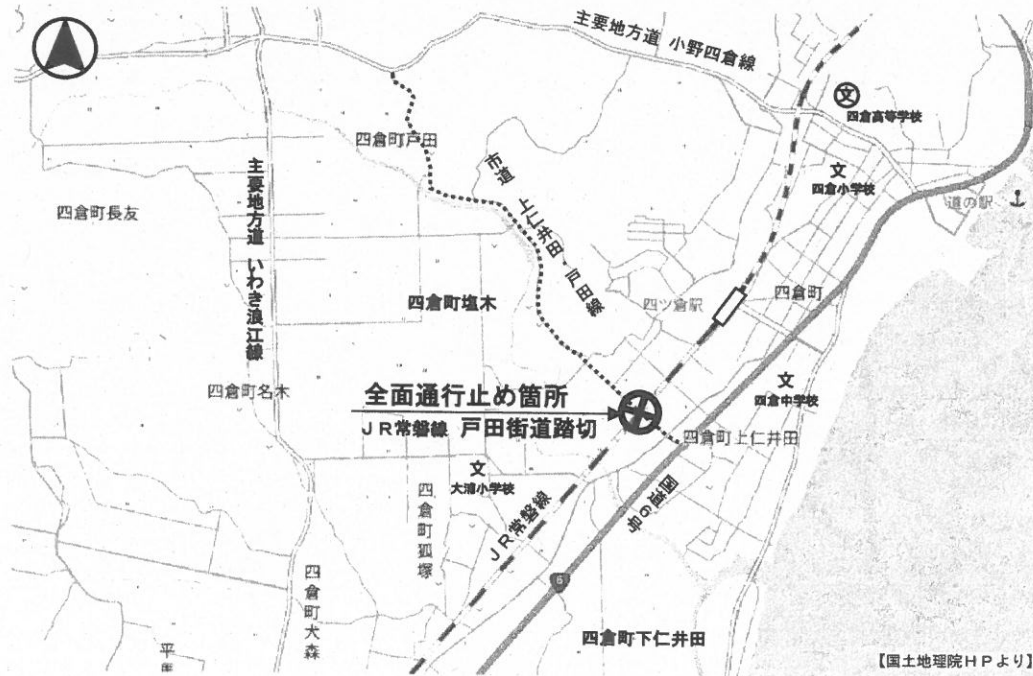 主要地方道 小野四倉線
文
四倉高等学校
四倉町戸田
市道 上仁井田・戸田線
文
四倉小学校
道の駅
四倉町長友
主要地方道 いわき浪江線
四倉町塩木
四ツ倉駅
四倉町
四倉町名木
全面通行止め箇所
JR常磐線 戸田街道踏切
文
四倉中学校
四倉町上仁井田
文
大浦小学校
四倉町狐塚
JR常磐線
国道6号
6
四倉町大森
四倉町下仁井田
平
【国土地理院HPより】